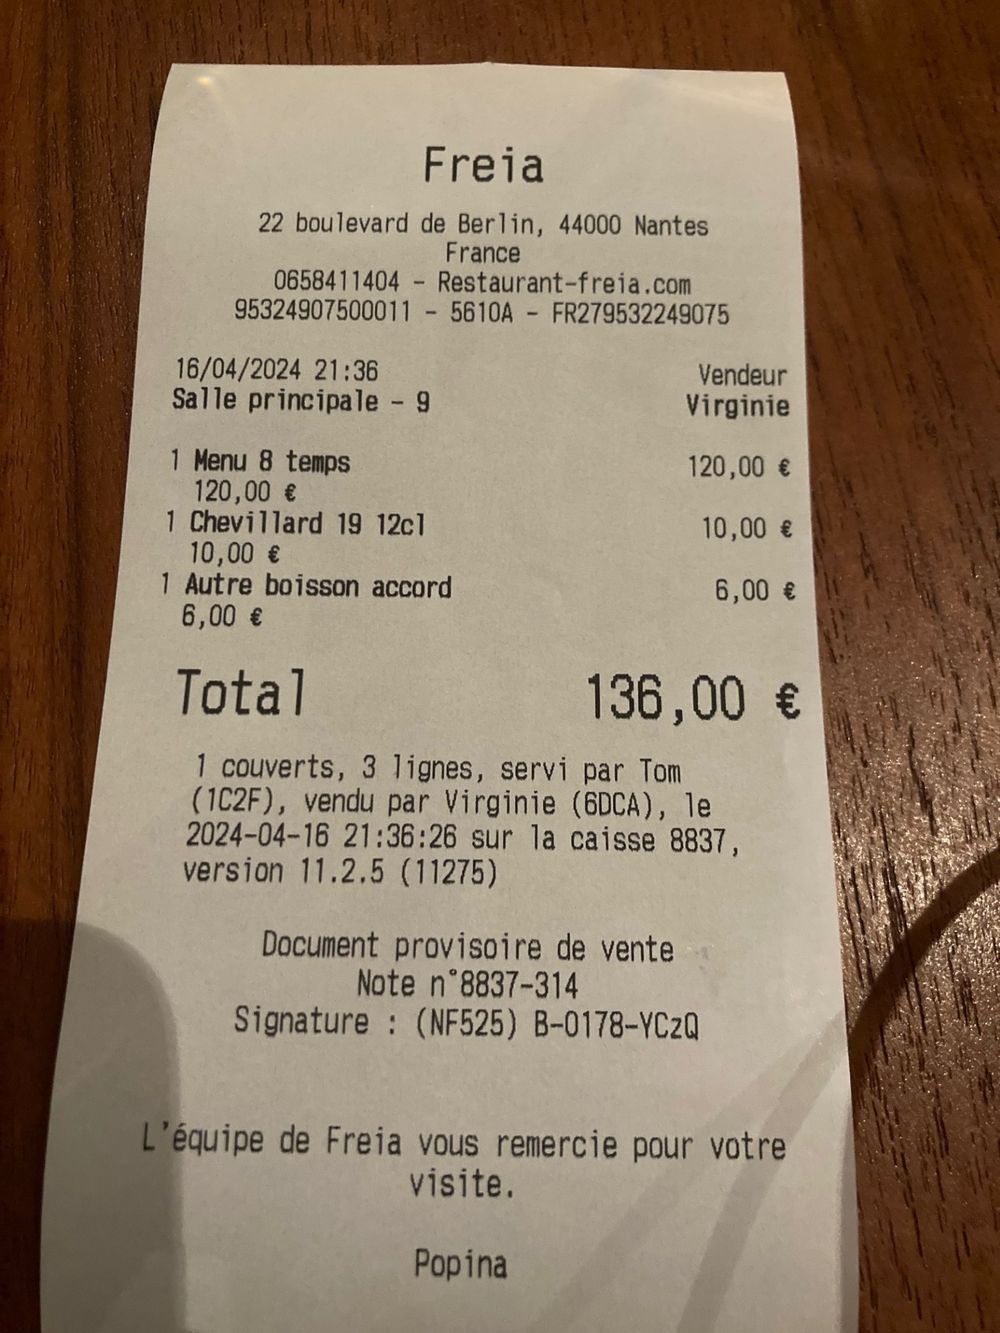 Freia
22 boulevard de Berlin, 44000 Nantes
France
0658411404 - Restaurant-freia.com
95324907500011 - 5610A - FR279532249075
16/04/2024 21:36
Vendeur
Salle principale - 9
Virginie
1 Menu 8 temps 120,00 €
120,00 €
1 Chevillard 19 12cl 10,00 €
10,00 €
1 Autre boisson accord 6,00 €
6,00 €
Total 136,00 €
1 couverts, 3 lignes, servi par Tom
(1C2F), vendu par Virginie (6DCA), le
2024-04-16 21:36:26 sur la caisse 8837,
version 11.2.5 (11275)
Document provisoire de vente
Note n°8837-314
Signature : (NF525) B-0178-YCzQ
L'équipe de Freia vous remercie pour votre
visite.
Popina